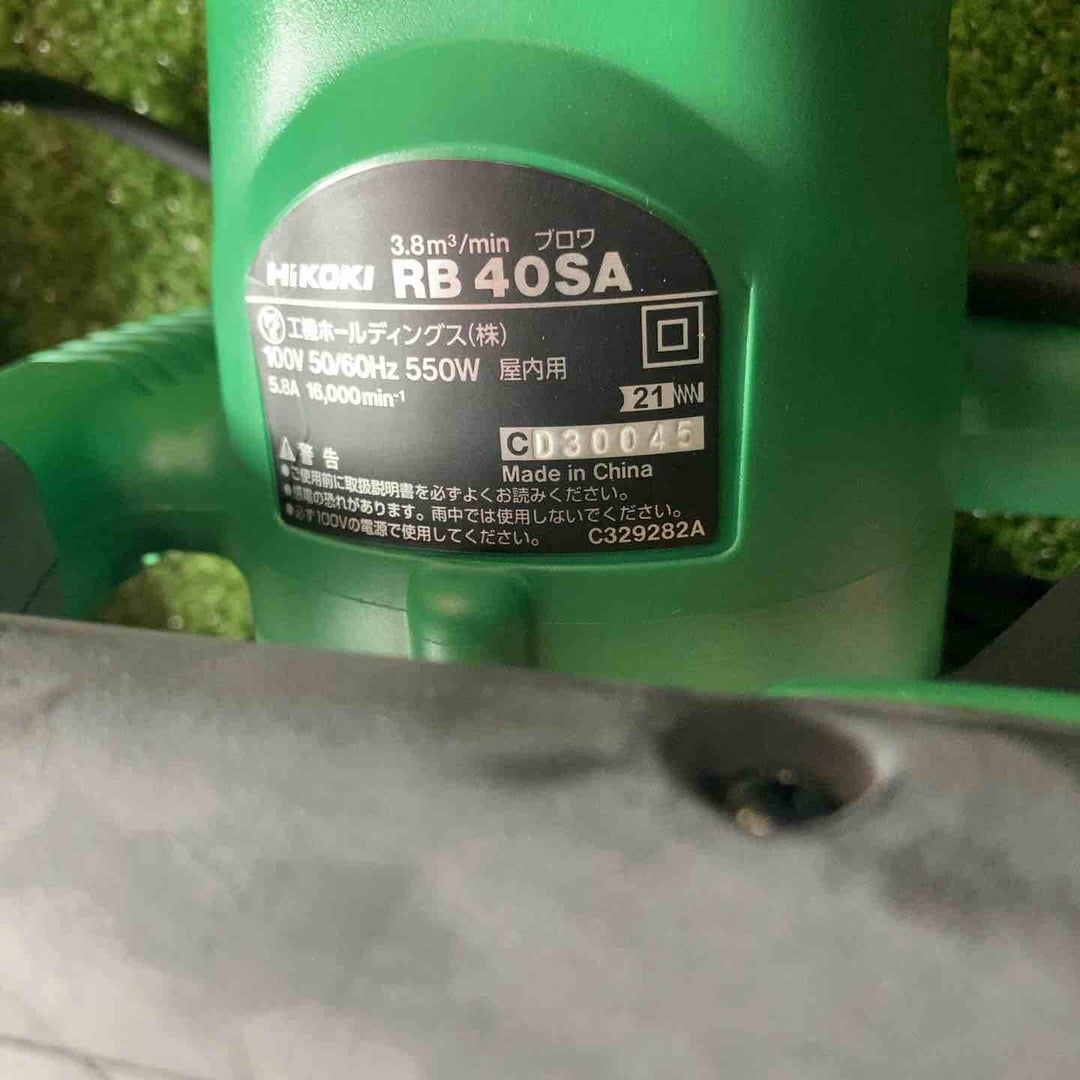 3.8m³/min ブロワ
HiKOKI RB 40SA
工機ホールディングス(株)
100V 50/60Hz 550W 屋内用
5.8A 16,000min⁻¹
21
CD30045
Made in China
警告
●ご使用前に取扱説明書を必ずよくお読みください。
●感電の恐れがあります。雨中では使用しないでください。
●必ず100Vの電源で使用してください。
C329282A